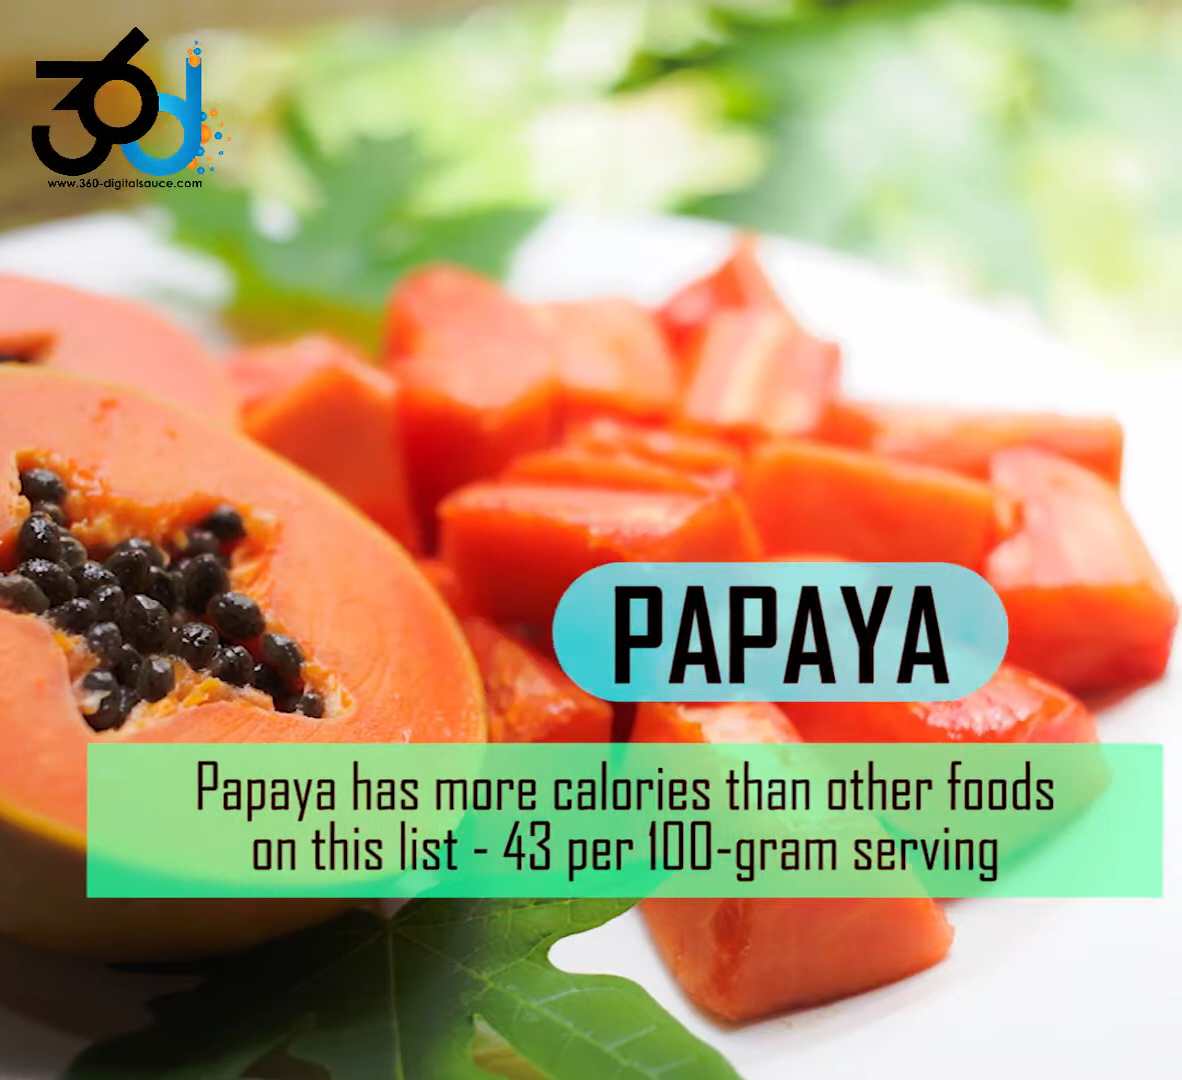 36d
www.360-digitalsauce.com
PAPAYA
Papaya has more calories than other foods
on this list - 43 per 100-gram serving